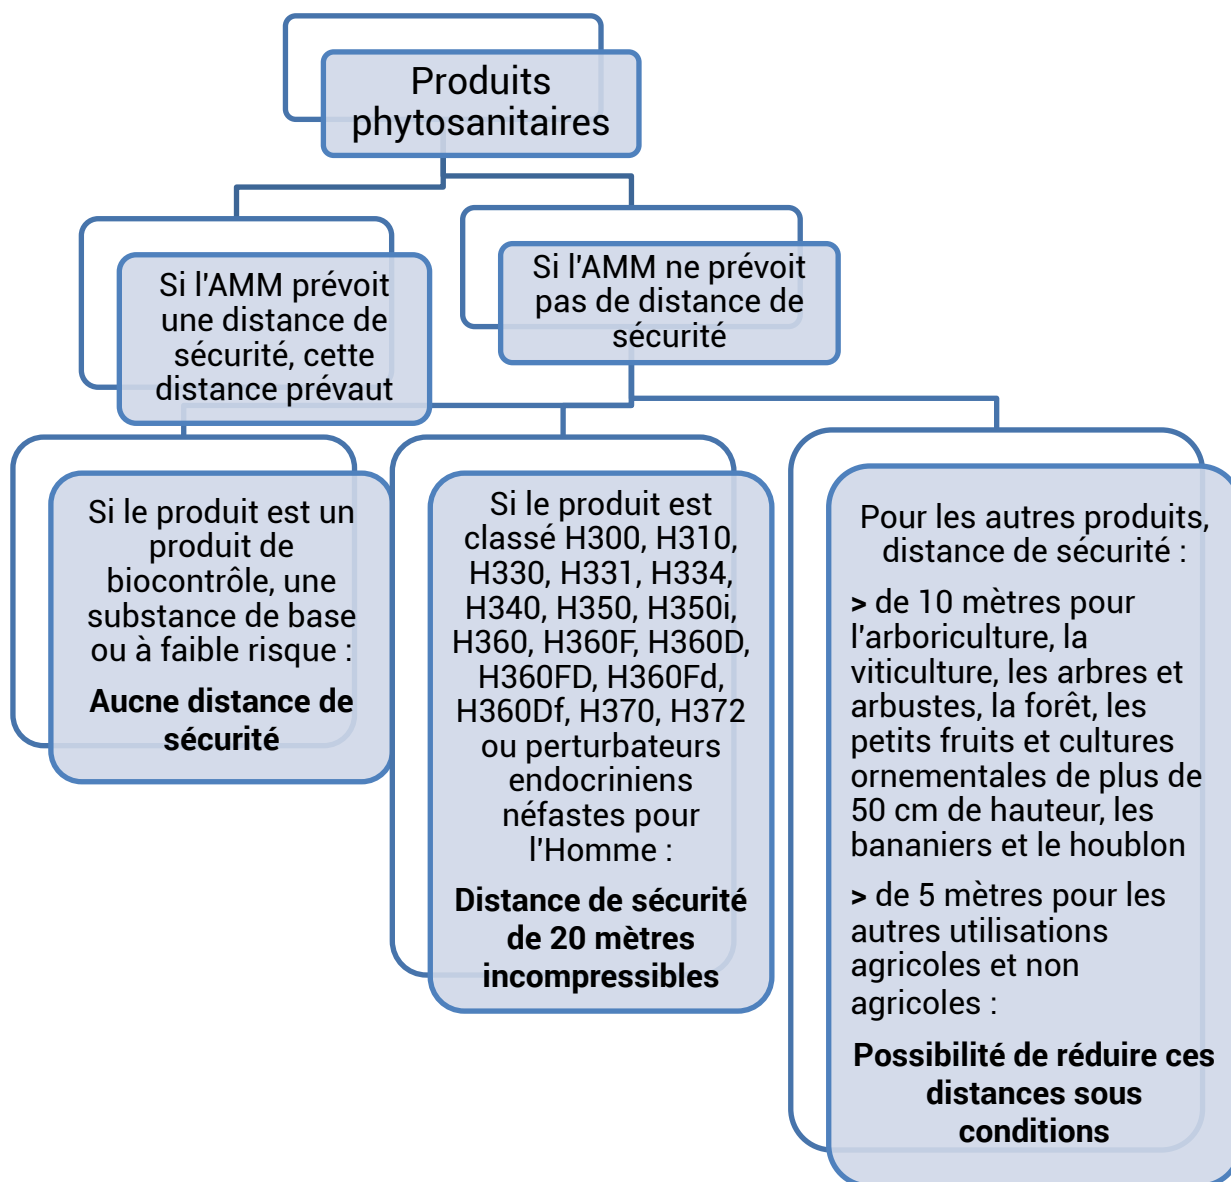 Produits
phytosanitaires
Si l'AMM prévoit
une distance de
sécurité, cette
distance prévaut
Si l'AMM ne prévoit
pas de distance de
sécurité
Si le produit est un
produit de
biocontrôle, une
substance de base
ou à faible risque :
Aucne distance de
sécurité
Si le produit est
classé H300, H310,
H330, H331, H334,
H340, H350, H350i,
H360, H360F, H360D,
H360FD, H360Fd,
H360Df, H370, H372
ou perturbateurs
endocriniens
néfastes pour
l'Homme :
Distance de sécurité
de 20 mètres
incompressibles
Pour les autres produits,
distance de sécurité :
> de 10 mètres pour
l'arboriculture, la
viticulture, les arbres et
arbustes, la forêt, les
petits fruits et cultures
ornementales de plus de
50 cm de hauteur, les
bananiers et le houblon
> de 5 mètres pour les
autres utilisations
agricoles et non
agricoles :
Possibilité de réduire ces
distances sous
conditions